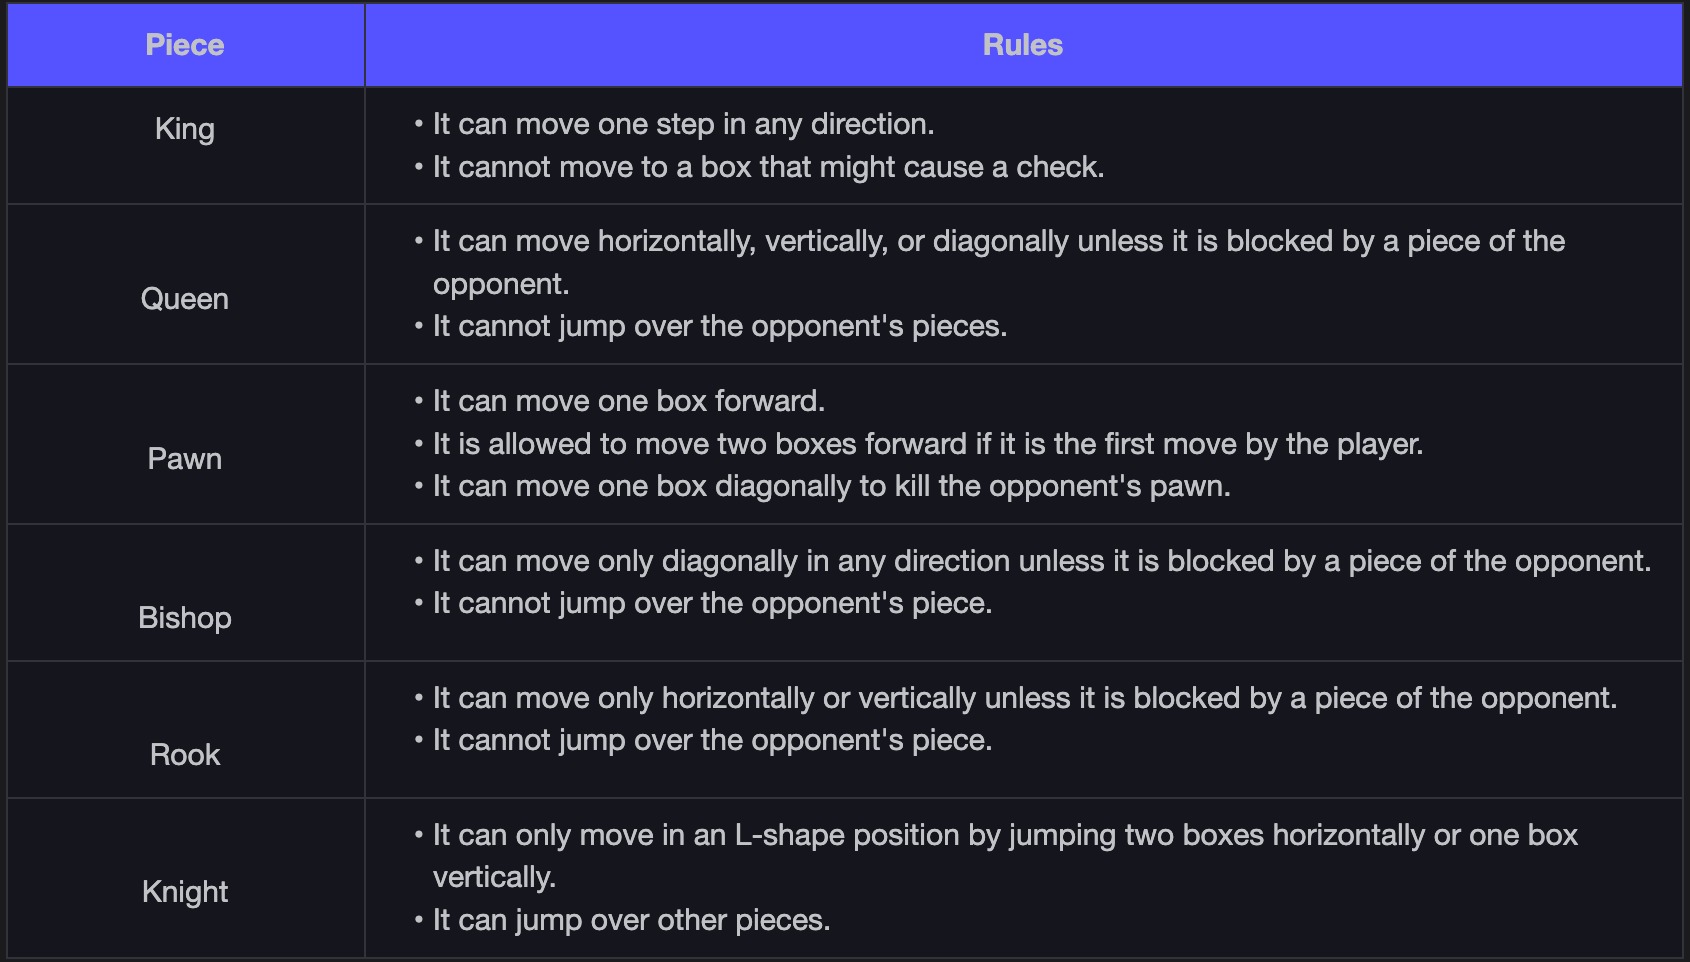 Piece
Rules
King
• It can move one step in any direction.
• It cannot move to a box that might cause a check.
Queen
• It can move horizontally, vertically, or diagonally unless it is blocked by a piece of the
opponent.
• It cannot jump over the opponent's pieces.
Pawn
• It can move one box forward.
• It is allowed to move two boxes forward if it is the first move by the player.
• It can move one box diagonally to kill the opponent's pawn.
Bishop
• It can move only diagonally in any direction unless it is blocked by a piece of the opponent.
• It cannot jump over the opponent's piece.
Rook
• It can move only horizontally or vertically unless it is blocked by a piece of the opponent.
• It cannot jump over the opponent's piece.
Knight
• It can only move in an L-shape position by jumping two boxes horizontally or one box
vertically.
• It can jump over other pieces.